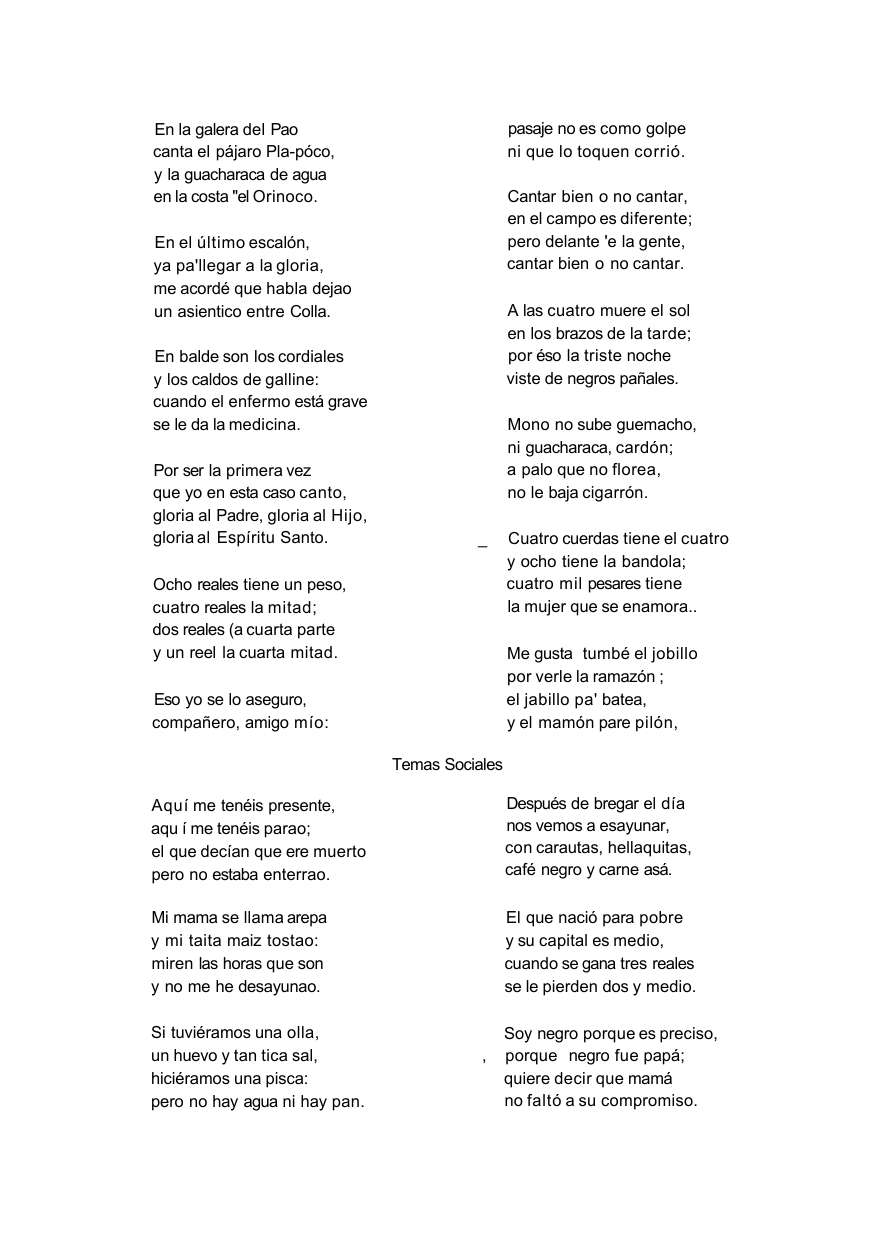 En la galera del Pao
canta el pájaro Pla-póco,
y la guacharaca de agua
en la costa "el Orinoco.

En el último escalón,
ya pa'llegar a la gloria,
me acordé que habla dejao
un asientico entre Colla.

En balde son los cordiales
y los caldos de galline:
cuando el enfermo está grave
se le da la medicina.

Por ser la primera vez
que yo en esta caso canto,
gloria al Padre, gloria al Hijo,
gloria al Espíritu Santo.

Ocho reales tiene un peso,
cuatro reales la mitad;
dos reales (a cuarta parte
y un reel la cuarta mitad.

Eso yo se lo aseguro,
compañero, amigo mío:
pasaje no es como golpe
ni que lo toquen corrió.

Cantar bien o no cantar,
en el campo es diferente;
pero delante 'e la gente,
cantar bien o no cantar.

A las cuatro muere el sol
en los brazos de la tarde;
por éso la triste noche
viste de negros pañales.

Mono no sube guemacho,
ni guacharaca, cardón;
a palo que no florea,
no le baja cigarrón.

_ Cuatro cuerdas tiene el cuatro
y ocho tiene la bandola;
cuatro mil pesares tiene
la mujer que se enamora..

Me gusta tumbé el jobillo
por verle la ramazón ;
el jabillo pa' batea,
y el mamón pare pilón,

Temas Sociales

Aquí me tenéis presente,
aqu í me tenéis parao;
el que decían que ere muerto
pero no estaba enterrao.

Mi mama se llama arepa
y mi taita maiz tostao:
miren las horas que son
y no me he desayunao.

Si tuviéramos una olla,
un huevo y tan tica sal,
hiciéramos una pisca:
pero no hay agua ni hay pan.

Después de bregar el día
nos vemos a esayunar,
con carautas, hellaquitas,
café negro y carne asá.

El que nació para pobre
y su capital es medio,
cuando se gana tres reales
se le pierden dos y medio.

Soy negro porque es preciso,
, porque negro fue papá;
quiere decir que mamá
no faltó a su compromiso.